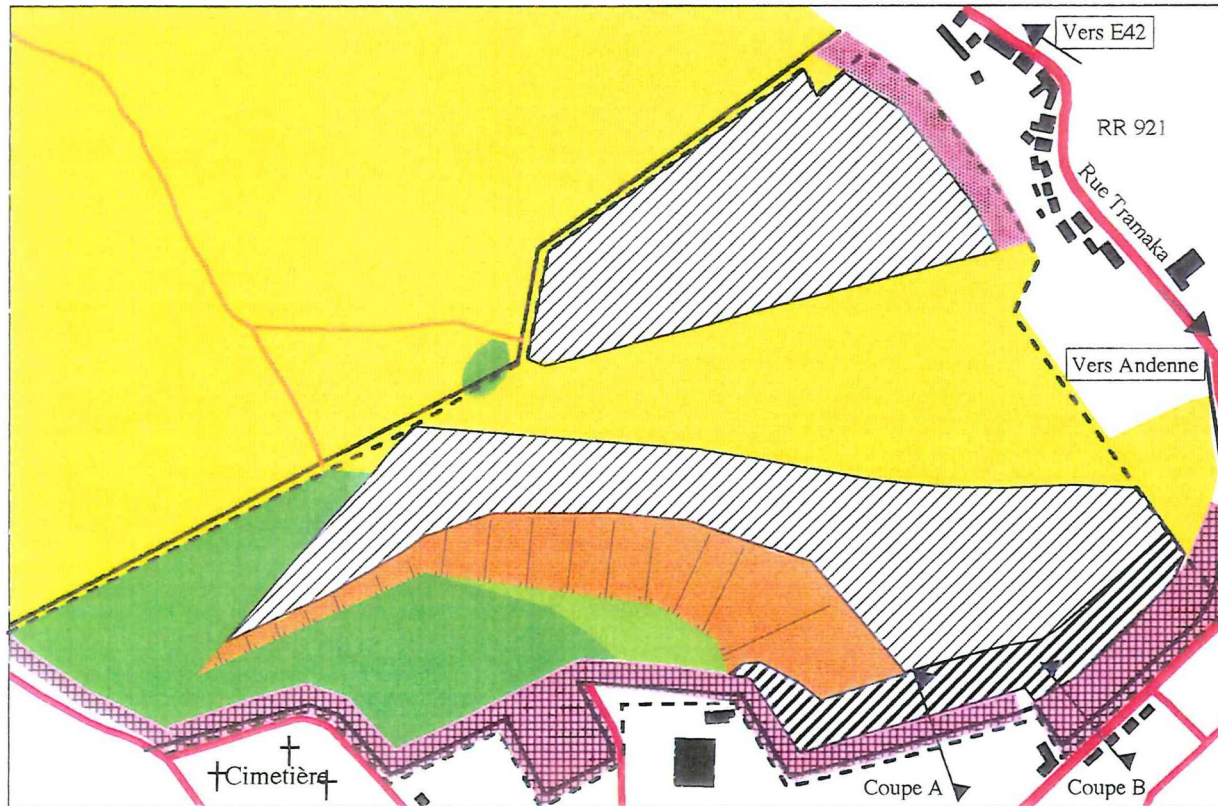 Vers E42
RR 921
Rue Tramaka
Vers Andenne
Cimetière
Coupe A
Coupe B